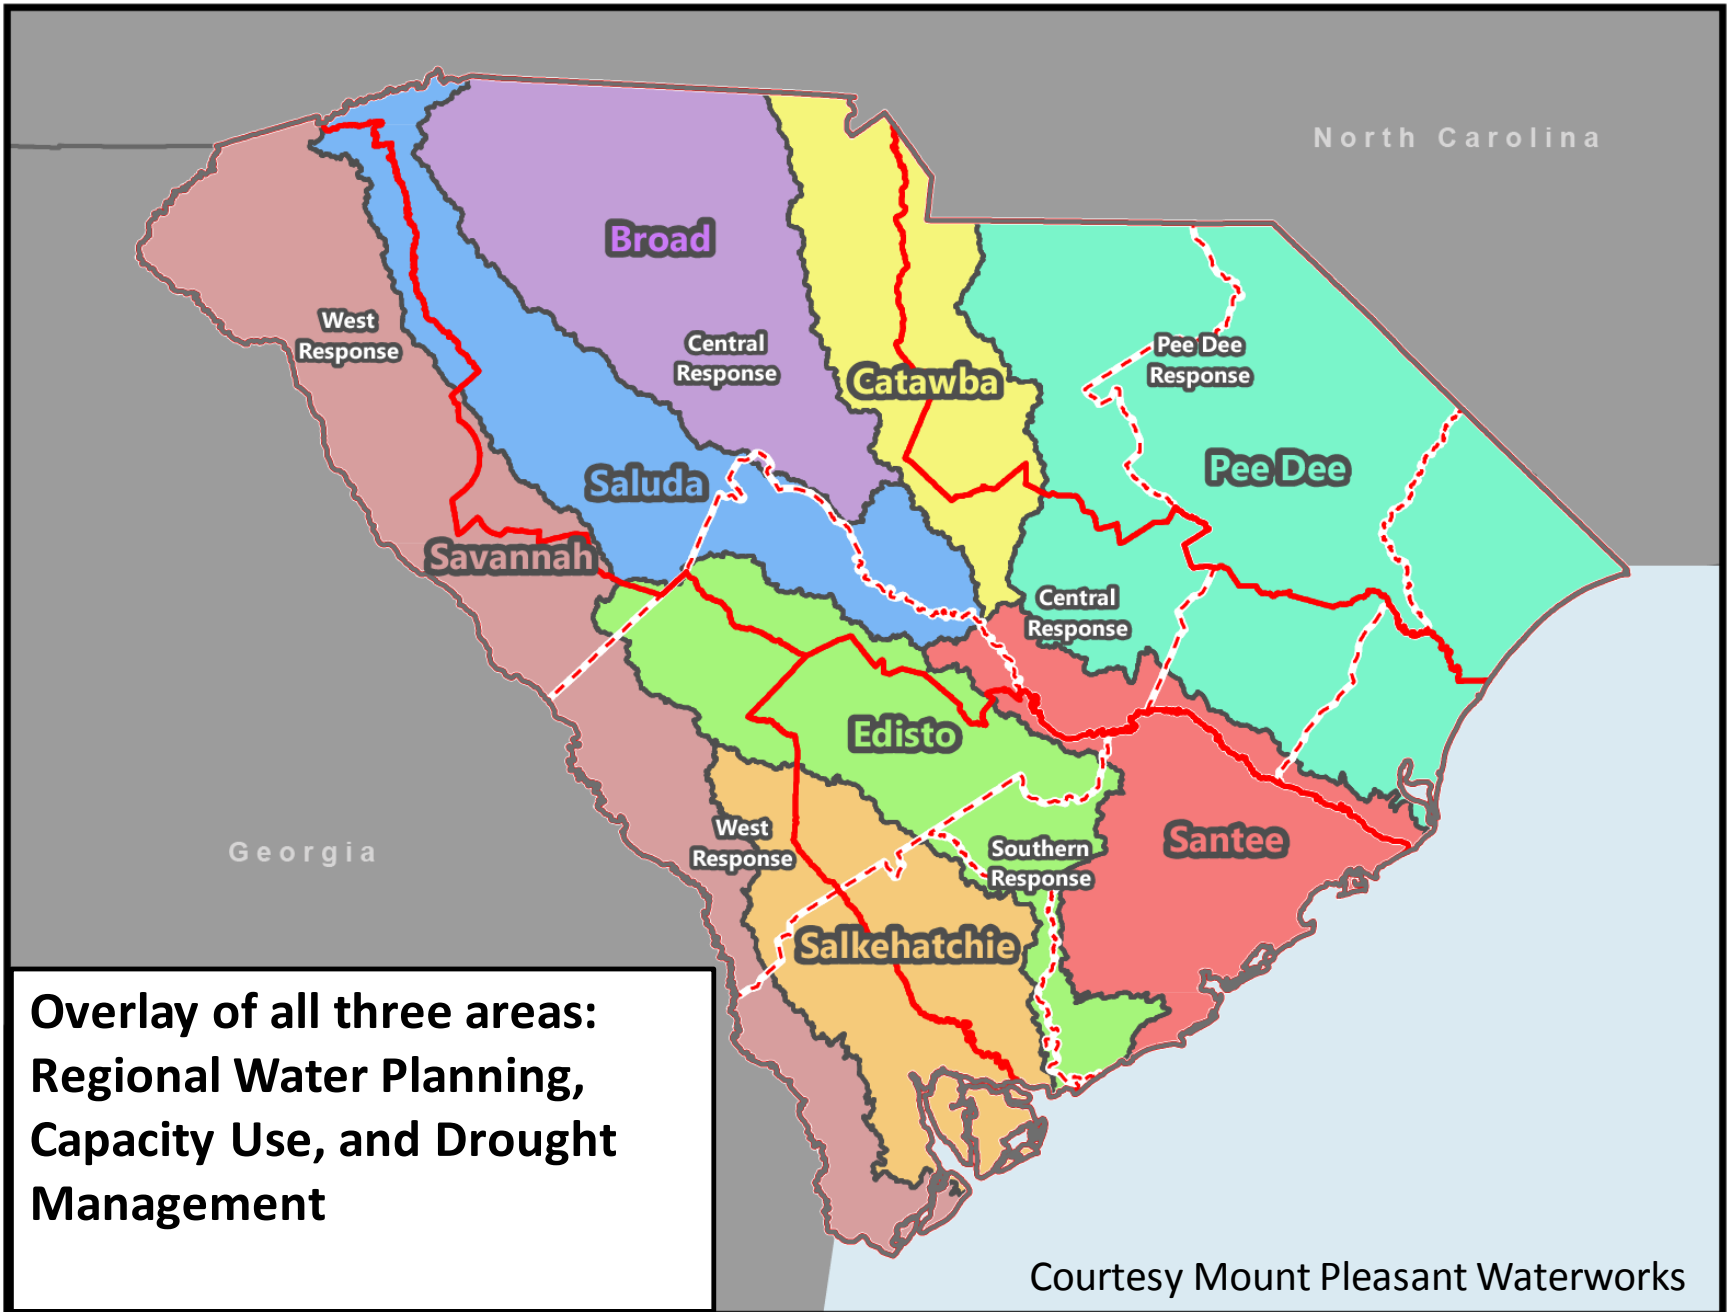 North Carolina
Broad
West
Response
Central
Response
Pee Dee
Response
Catawba
Pee Dee
Saluda
Savannah
Central
Response
Edisto
West
Response
Southern
Response
Santee
Georgia
Salkehatchie
Overlay of all three areas:
Regional Water Planning,
Capacity Use, and Drought
Management
Courtesy Mount Pleasant Waterworks